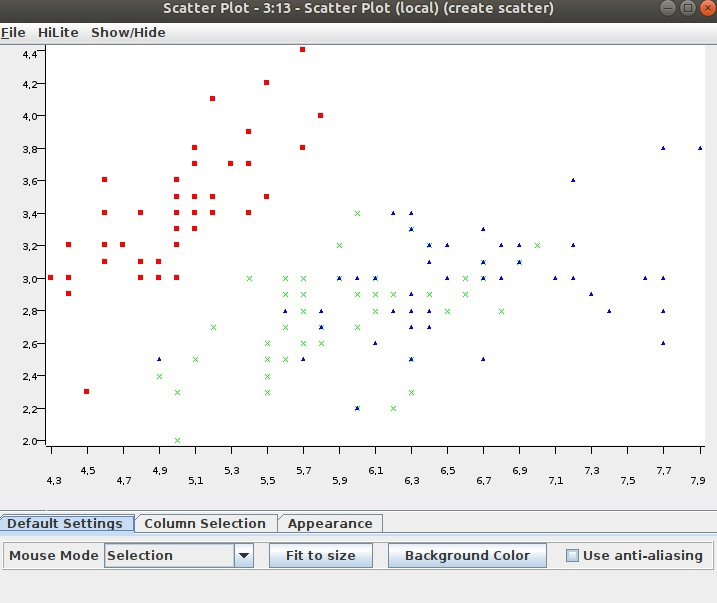 Scatter Plot - 3:13 - Scatter Plot (local) (create scatter)
File HiLite Show/Hide
4,4
4,2
4,0
3,8
3,6
3,4
3,2
3,0
2,8
2,6
2,4
2,2
2,0
4,5 4,9 5,3 5,7 6,1 6,5 6,9 7,3 7,7
4,3 4,7 5,1 5,5 5,9 6,3 6,7 7,1 7,5 7,9
Default Settings Column Selection Appearance
Mouse Mode Selection Fit to size Background Color Use anti-aliasing